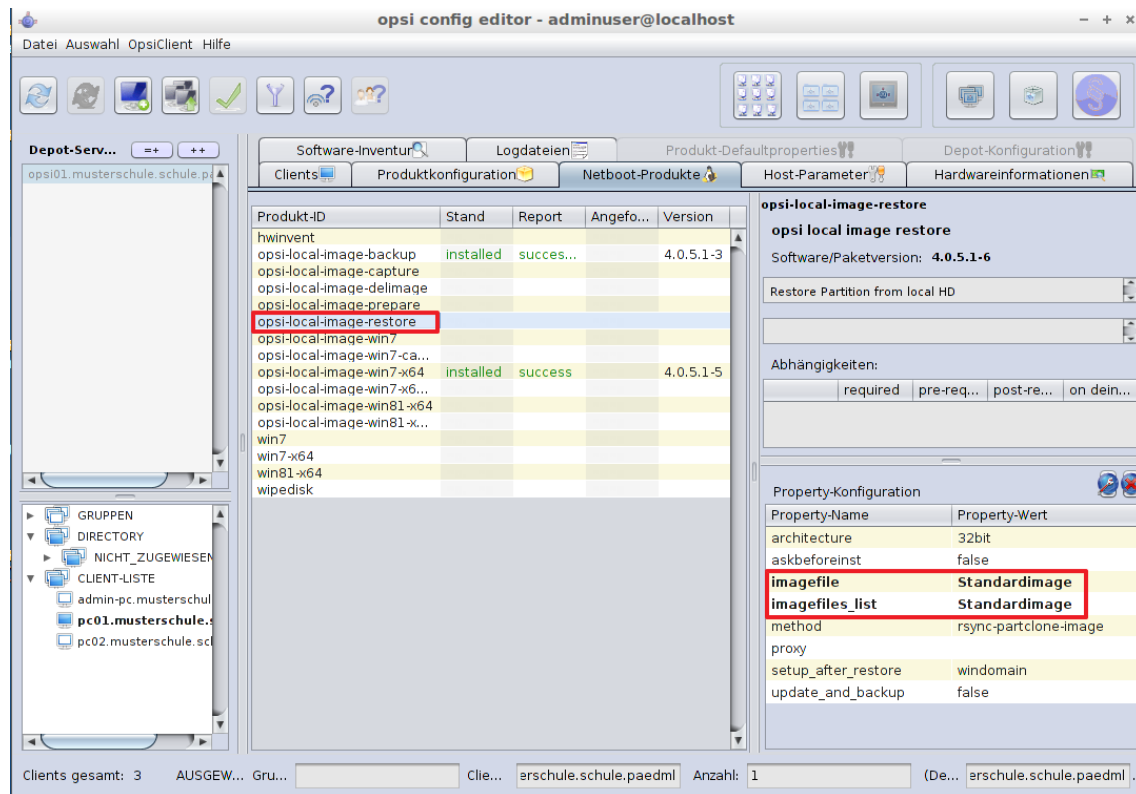 opsi config editor - adminuser@localhost
Datei Auswahl OpsiClient Hilfe
Depot-Serv... =+ ++
opsi01.musterschule.schule.pa
GRUPPEN
DIRECTORY
NICHT_ZUGEWIESEN
CLIENT-LISTE
admin-pc.musterschul
pc01.musterschule.s
pc02.musterschule.scl
Software-Inventur Logdateien Produkt-Defaultproperties Depot-Konfiguration
Clients Produktkonfiguration Netboot-Produkte Host-Parameter Hardwareinformationen
Produkt-ID Stand Report Angefo... Version
hwinvent
opsi-local-image-backup installed succes... 4.0.5.1-3
opsi-local-image-capture
opsi-local-image-delimage
opsi-local-image-prepare
opsi-local-image-restore
opsi-local-image-win7
opsi-local-image-win7-ca...
opsi-local-image-win7-x64 installed success 4.0.5.1-5
opsi-local-image-win7-x6...
opsi-local-image-win81-x64
opsi-local-image-win81-x...
win7
win7-x64
win81-x64
wipedisk
opsi-local-image-restore
opsi local image restore
Software/Paketversion: 4.0.5.1-6
Restore Partition from local HD
Abhängigkeiten:
required pre-req... post-re... on dein...
Property-Konfiguration
Property-Name Property-Wert
architecture 32bit
askbeforeinst false
imagefile Standardimage
imagefiles_list Standardimage
method rsync-partclone-image
proxy
setup_after_restore windomain
update_and_backup false
Clients gesamt: 3 AUSGEW... Gru... Clie... erschule.schule.paedml Anzahl: 1 (De... erschule.schule.paedml